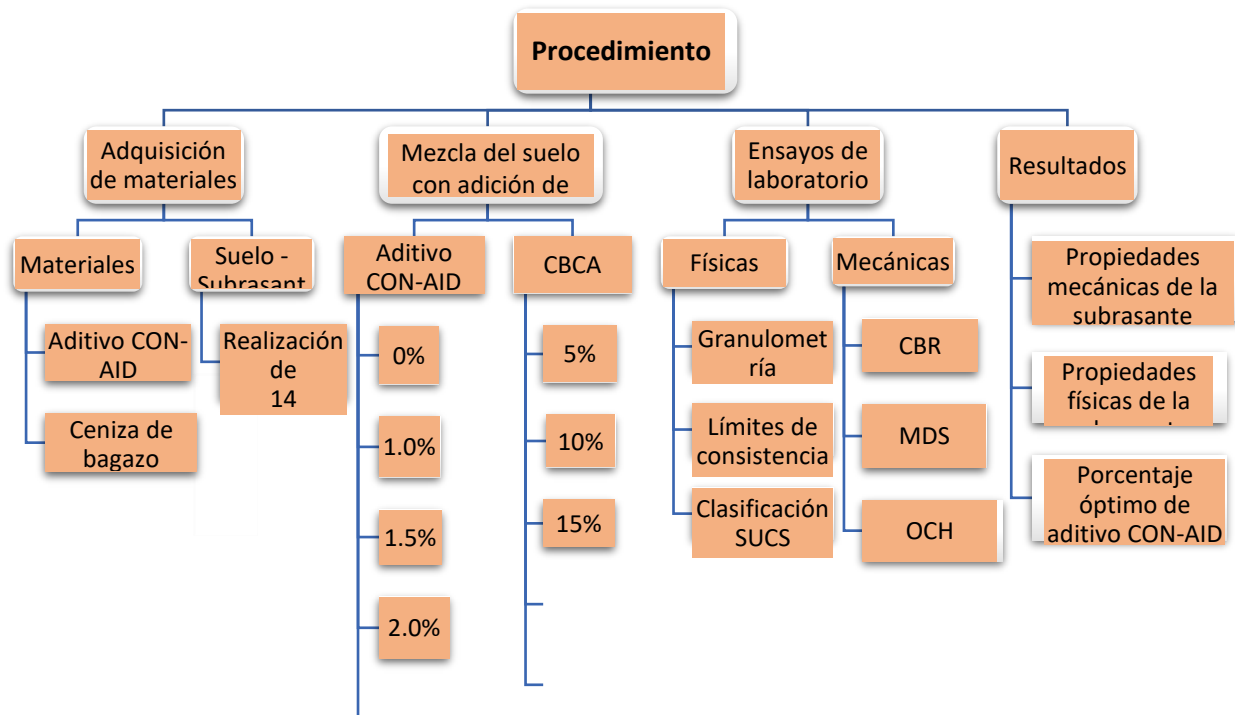 Procedimiento
Adquisición
de materiales
Mezcla del suelo
con adición de
Ensayos de
laboratorio
Resultados
Materiales
Suelo -
Subrasant
Aditivo
CON-AID
CBCA
Físicas
Mecánicas
Aditivo CON-
AID
Ceniza de
bagazo
Realización
de
14
0%
1.0%
1.5%
2.0%
5%
10%
15%
Granulomet
ría
Límites de
consistencia
Clasificación
SUCS
CBR
MDS
OCH
Propiedades
mecánicas de la
subrasante
Propiedades
físicas de la
Porcentaje
óptimo de
aditivo CON-AID